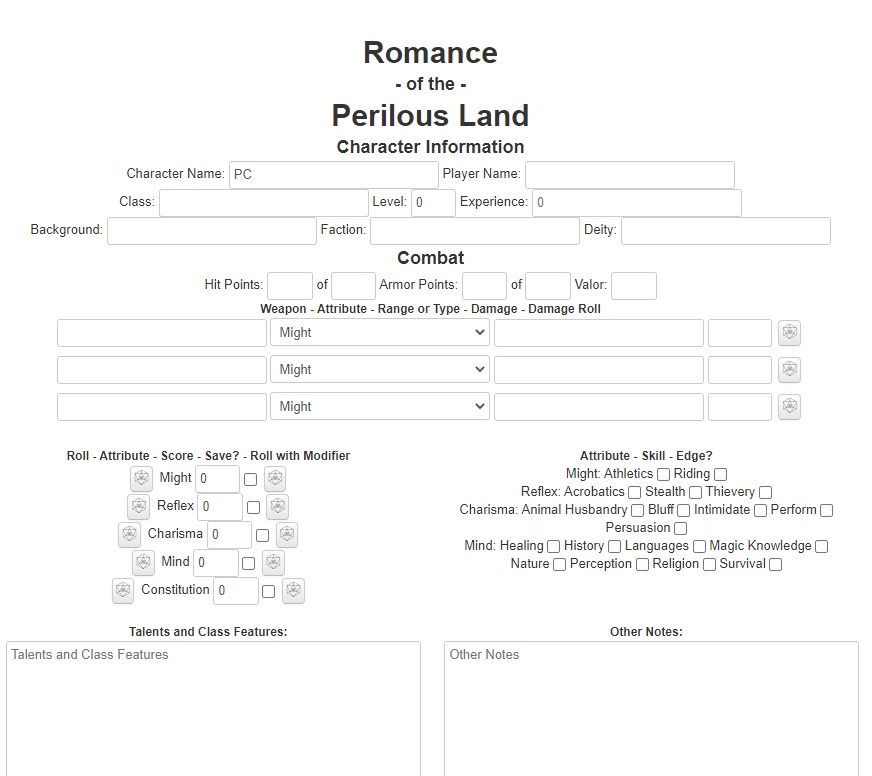 Romance
- of the -
Perilous Land
Character Information
Character Name: PC Player Name:
Class: Level: 0 Experience: 0
Background: Faction: Deity:
Combat
Hit Points: of Armor Points: of Valor:
Weapon - Attribute - Range or Type - Damage - Damage Roll
Might
Might
Might
Roll - Attribute - Score - Save? - Roll with Modifier
Might 0
Reflex 0
Charisma 0
Mind 0
Constitution 0
Attribute - Skill - Edge?
Might: Athletics Riding
Reflex: Acrobatics Stealth Thievery
Charisma: Animal Husbandry Bluff Intimidate Perform
Persuasion
Mind: Healing History Languages Magic Knowledge
Nature Perception Religion Survival
Talents and Class Features:
Talents and Class Features
Other Notes:
Other Notes